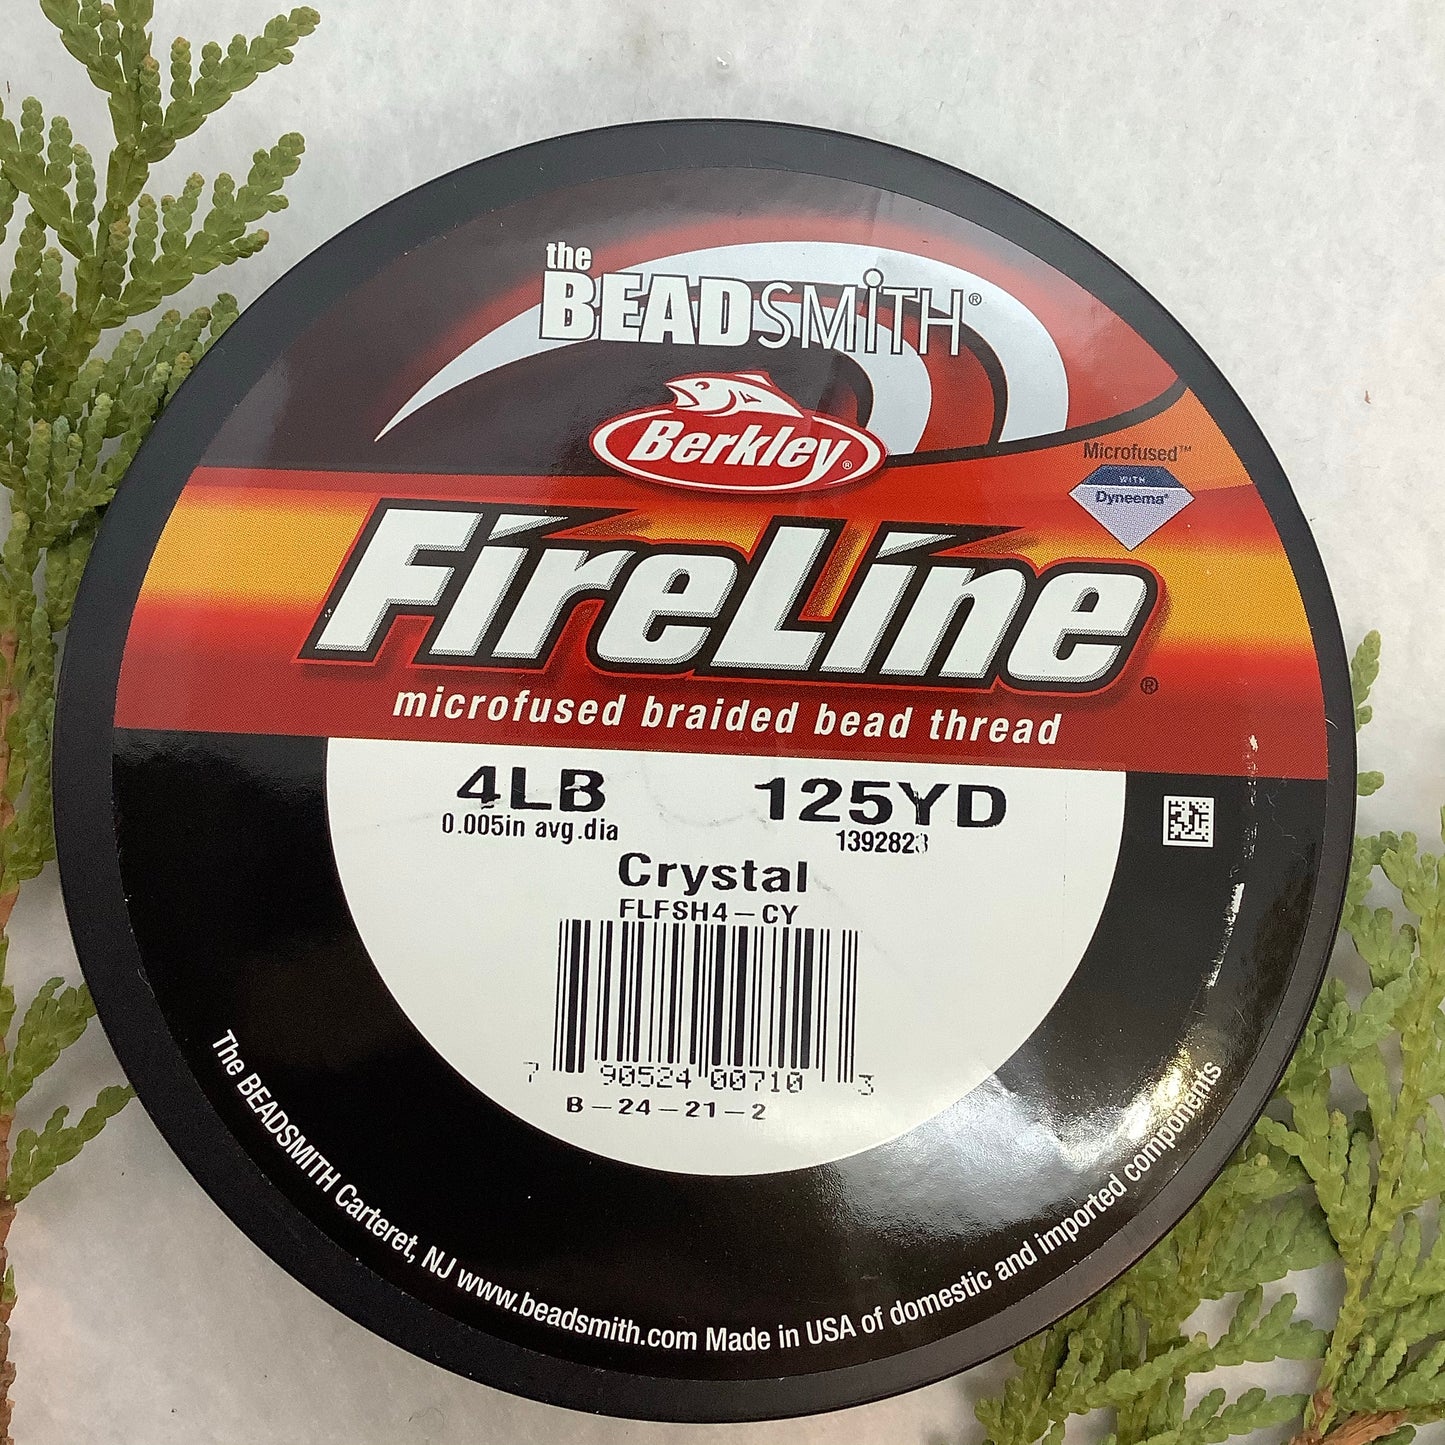 the
BEADSMITH®
Berkley®
Microfused™
WITH
Dyneema®
FireLine®
microfused braided bead thread
4LB 125YD
0.005in avg.dia 1392823
Crystal
FLFSH4-CY
7 90524 00710 3
B-24-21-2
The BEADSMITH Carteret, NJ www.beadsmith.com Made in USA of domestic and imported components